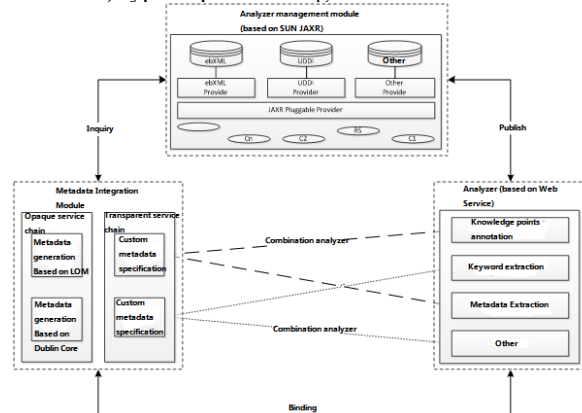 Analyzer management module
(based on SUN JAXR)
ebXML
UDDI
Other
ebXML
Provide
UDDI
Provider
Other
Provide
JAXR Pluggable Provider
Cn
C2
RS
C1
Inquiry
Publish
Metadata Integration
Module
Opaque service
chain
Transparent service
chain
Metadata
generation
Based on LOM
Custom
metadata
specification
Metadata
generation
Based on
Dublin Core
Custom
metadata
specification
Combination analyzer
Combination analyzer
Analyzer (based on Web
Service)
Knowledge points
annotation
Keyword extraction
Metadata Extraction
Other
Binding